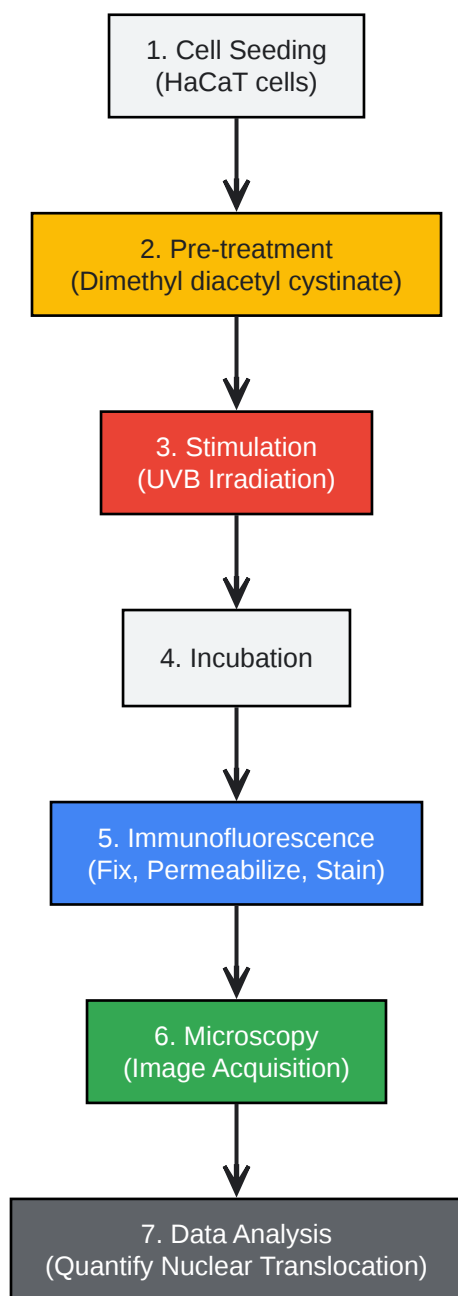 1. Cell Seeding
(HaCaT cells)
2. Pre-treatment
(Dimethyl diacetyl cystinate)
3. Stimulation
(UVB Irradiation)
4. Incubation
5. Immunofluorescence
(Fix, Permeabilize, Stain)
6. Microscopy
(Image Acquisition)
7. Data Analysis
(Quantify Nuclear Translocation)